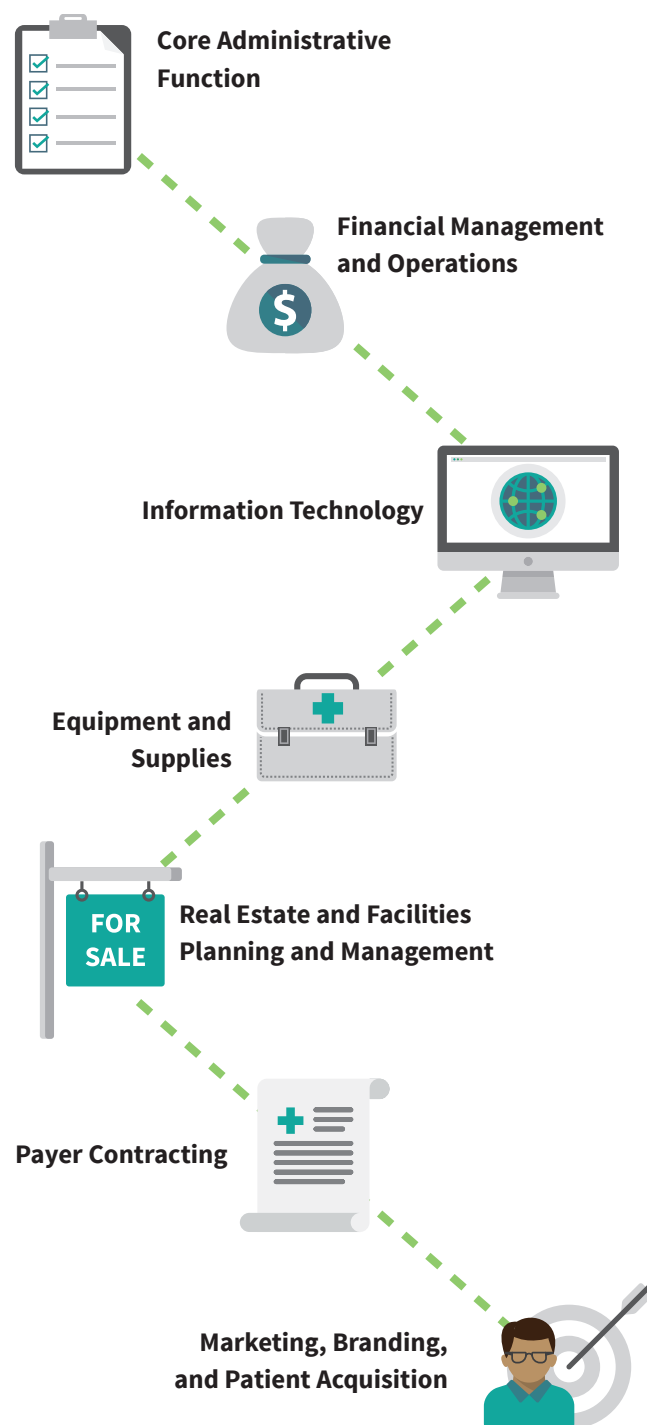 Core Administrative
Function
Financial Management
and Operations
$
Information Technology
Equipment and
Supplies
FOR
SALE
Real Estate and Facilities
Planning and Management
Payer Contracting
Marketing, Branding,
and Patient Acquisition